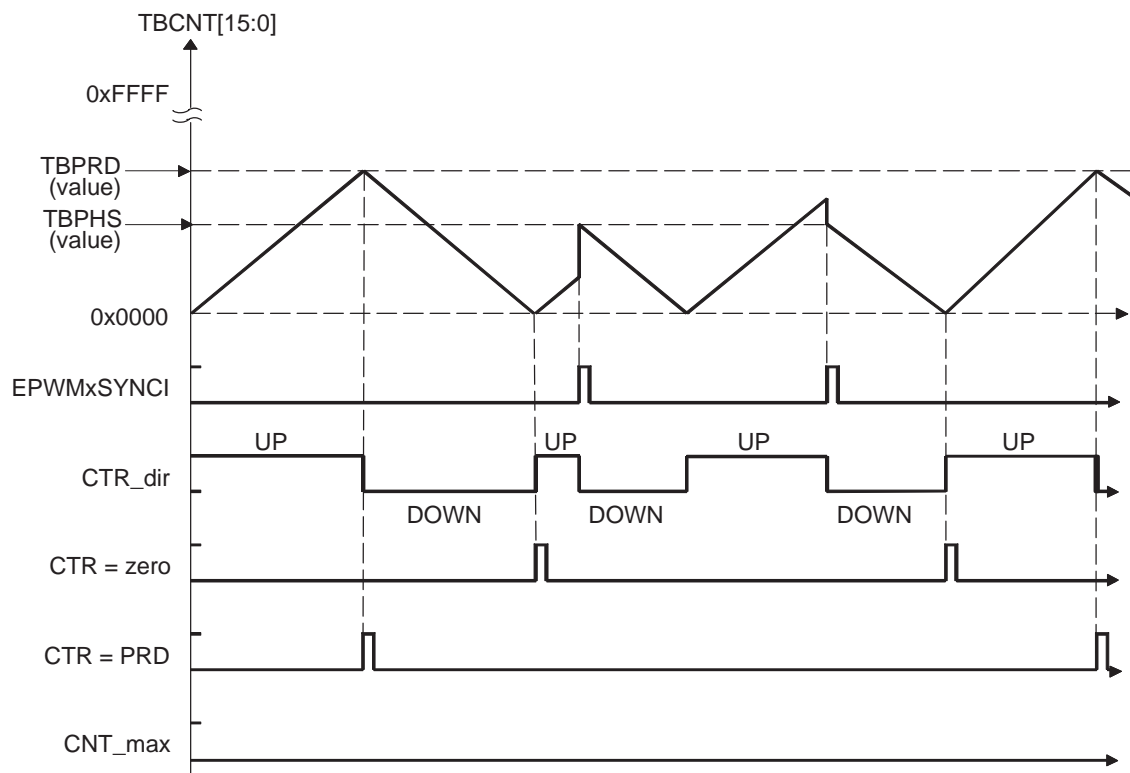 TBCNT[15:0]
0xFFFF
TBPRD
(value)
TBPHS
(value)
0x0000
EPWMxSYNCI
UP
UP
UP
UP
CTR_dir
DOWN
DOWN
DOWN
CTR = zero
CTR = PRD
CNT_max